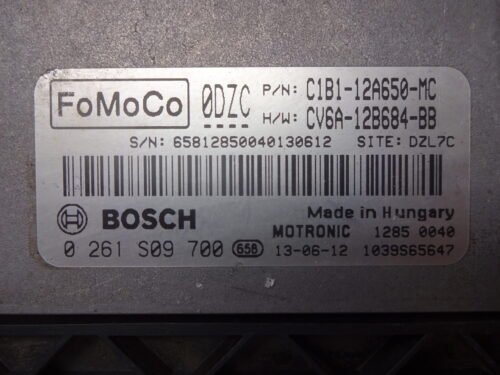 FoMoCo 0DZC P/N: C1B1-12A650-MC
H/W: CV6A-12B684-BB
S/N: 65812850040130612 SITE: DZL7C
BOSCH Made in Hungary
MOTRONIC 1285 0040
0 261 S09 700 658 13-06-12 1039S65647